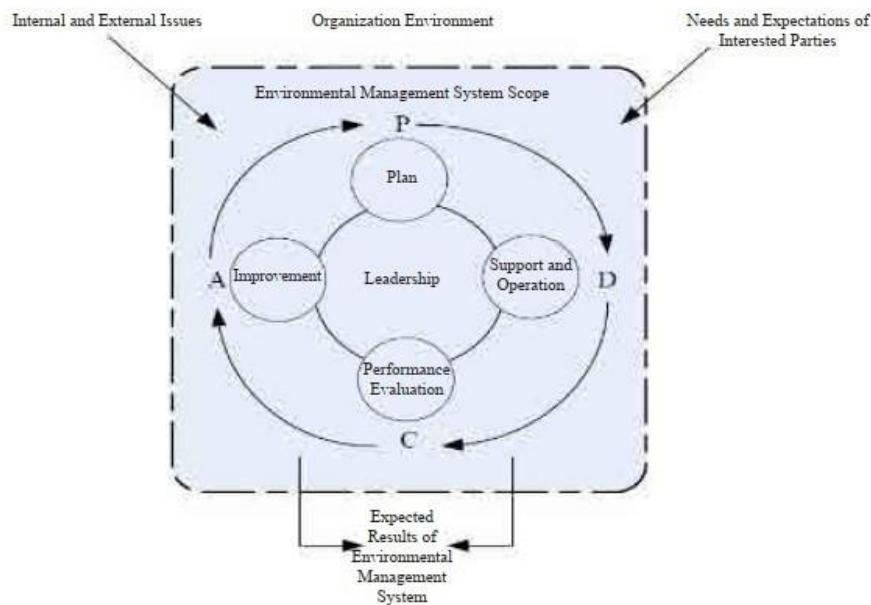 Internal and External Issues
Organization Environment
Needs and Expectations of
Interested Parties
Environmental Management System Scope
P
Plan
A
Improvement
Leadership
Support and
Operation
D
Performance
Evaluation
C
Expected
Results of
Environmental
Management
System